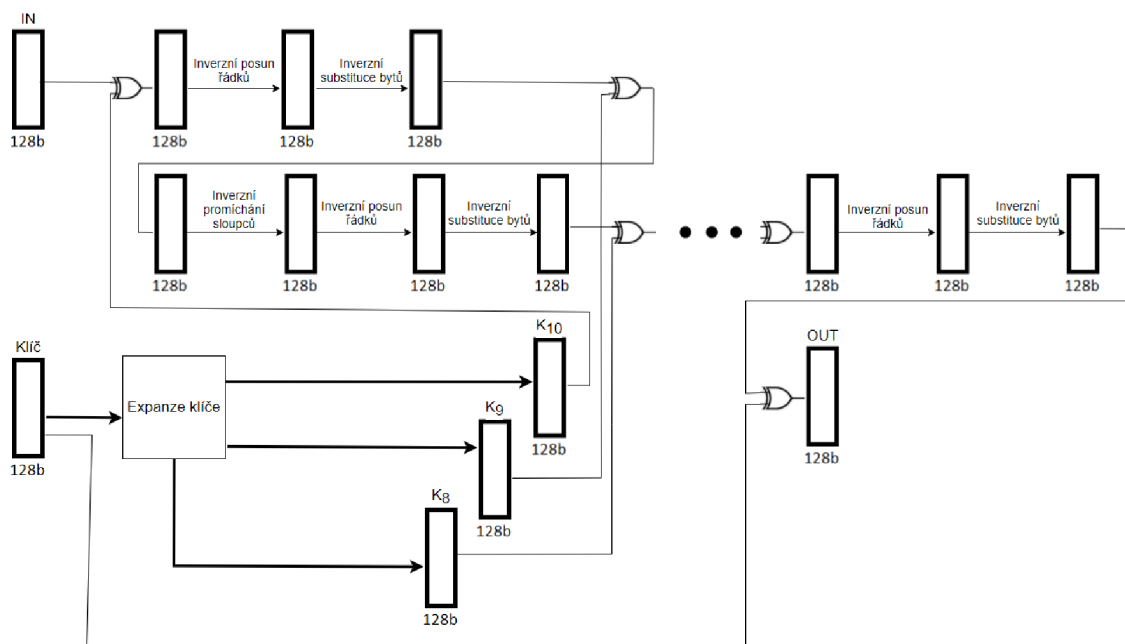 IN
Inverzní posun
řádků
Inverzní
substituce bytů
128b
128b
128b
128b
Inverzní
promíchání
sloupců
Inverzní posun
řádků
Inverzní
substituce bytů
Inverzní posun
řádků
Inverzní
substituce bytů
128b
128b
128b
128b
128b
128b
128b
Klíč
Expanze klíče
K10
OUT
K9
128b
128b
128b
K8
128b
128b